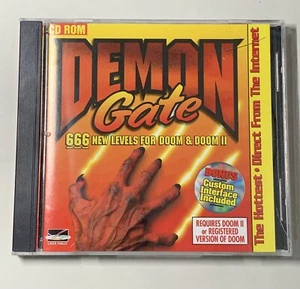 CD ROM
DEMON
Gate
666 NEW LEVELS FOR DOOM & DOOM II
BONUS
Custom
Interface
Included
REQUIRES DOOM II
or REGISTERED
VERSION OF DOOM
The Hottest • Direct From The Internet